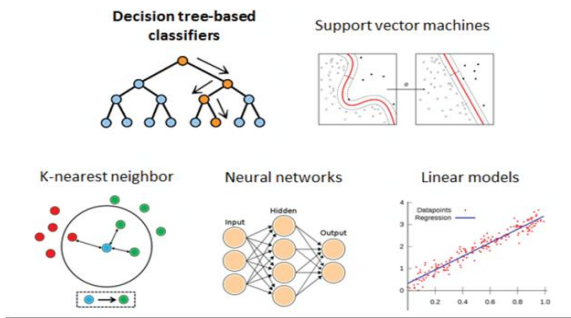 Decision tree-based
classifiers
Support vector machines
K-nearest neighbor
Neural networks
Linear models
Input
Hidden
Output
Datapoints
Regression
4
3
2
1
0
0.2
0.4
0.6
0.8
1.0